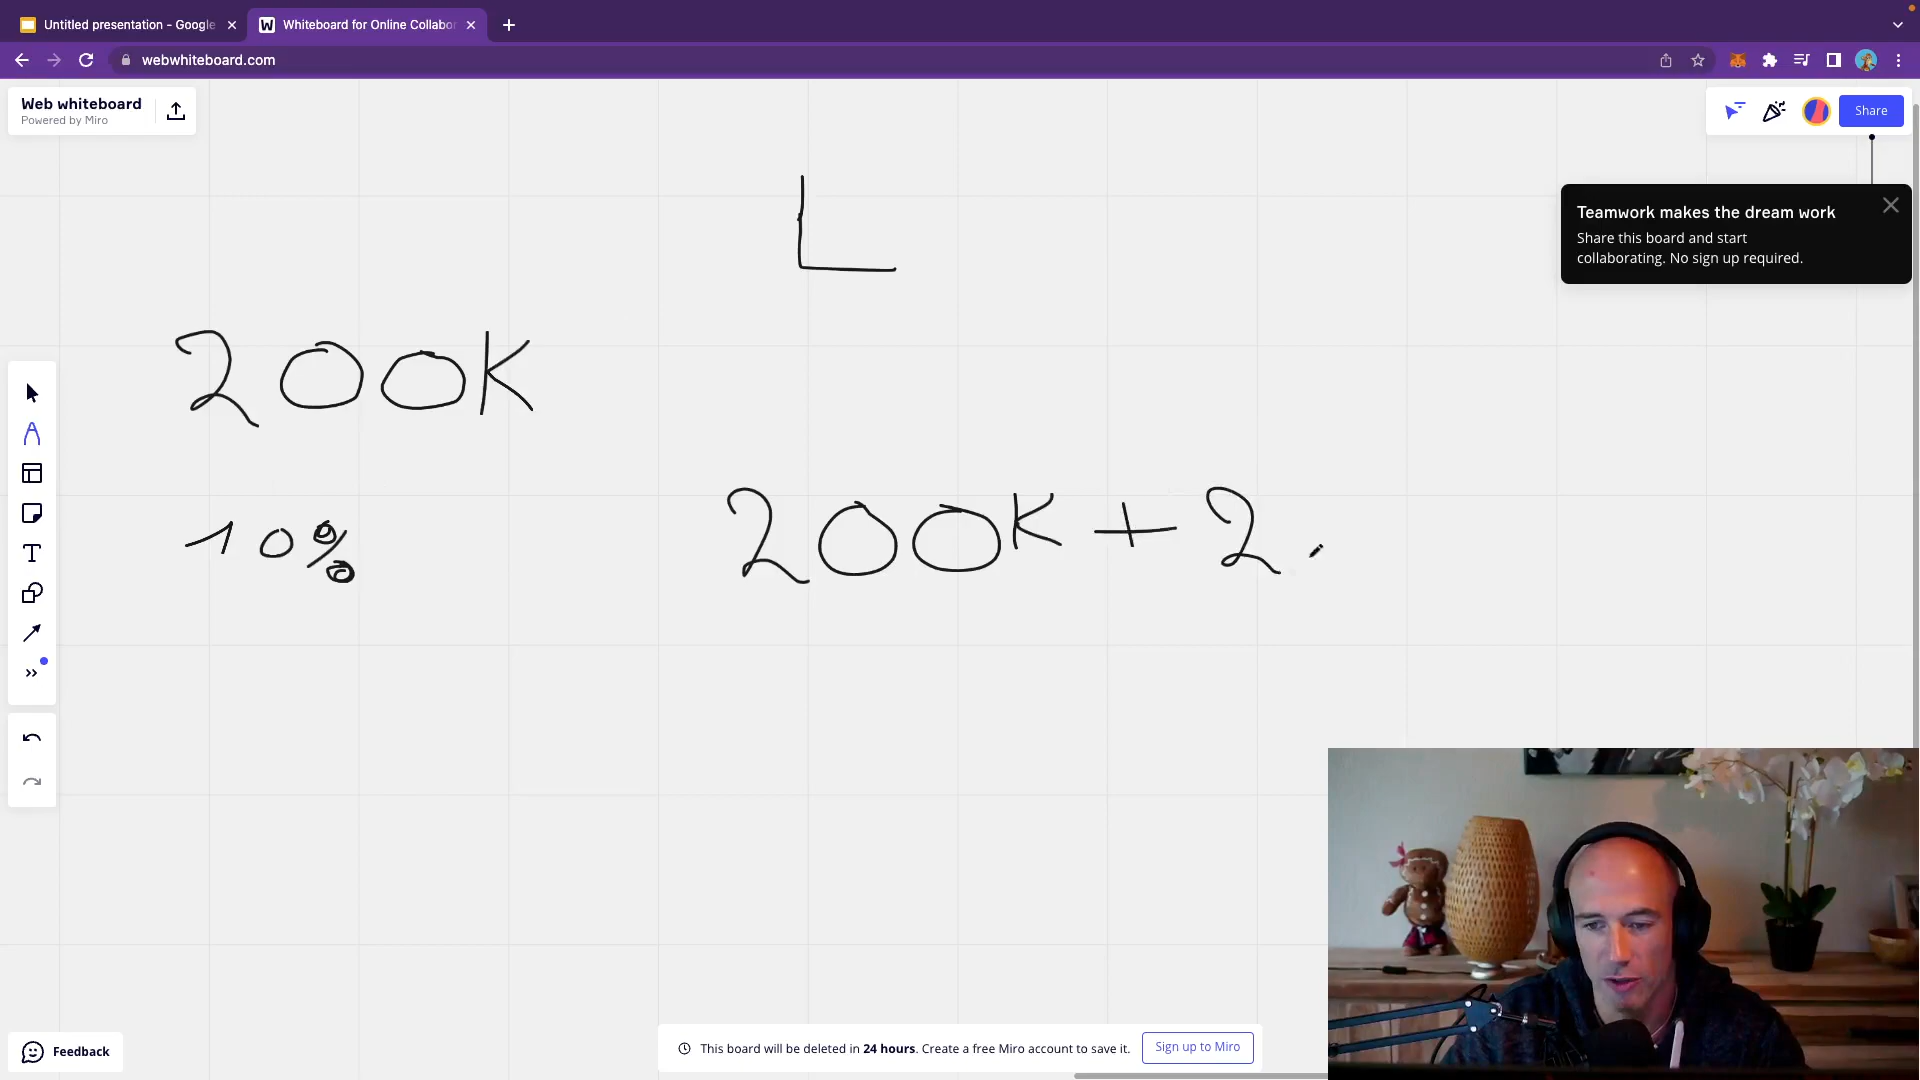 Untitled presentation - Google
Whiteboard for Online Collabor
webwhiteboard.com
Web whiteboard
Powered by Miro
Share
Teamwork makes the dream work
Share this board and start
collaborating. No sign up required.
L
200K
10%
200K + 2
This board will be deleted in 24 hours. Create a free Miro account to save it.
Sign up to Miro
Feedback